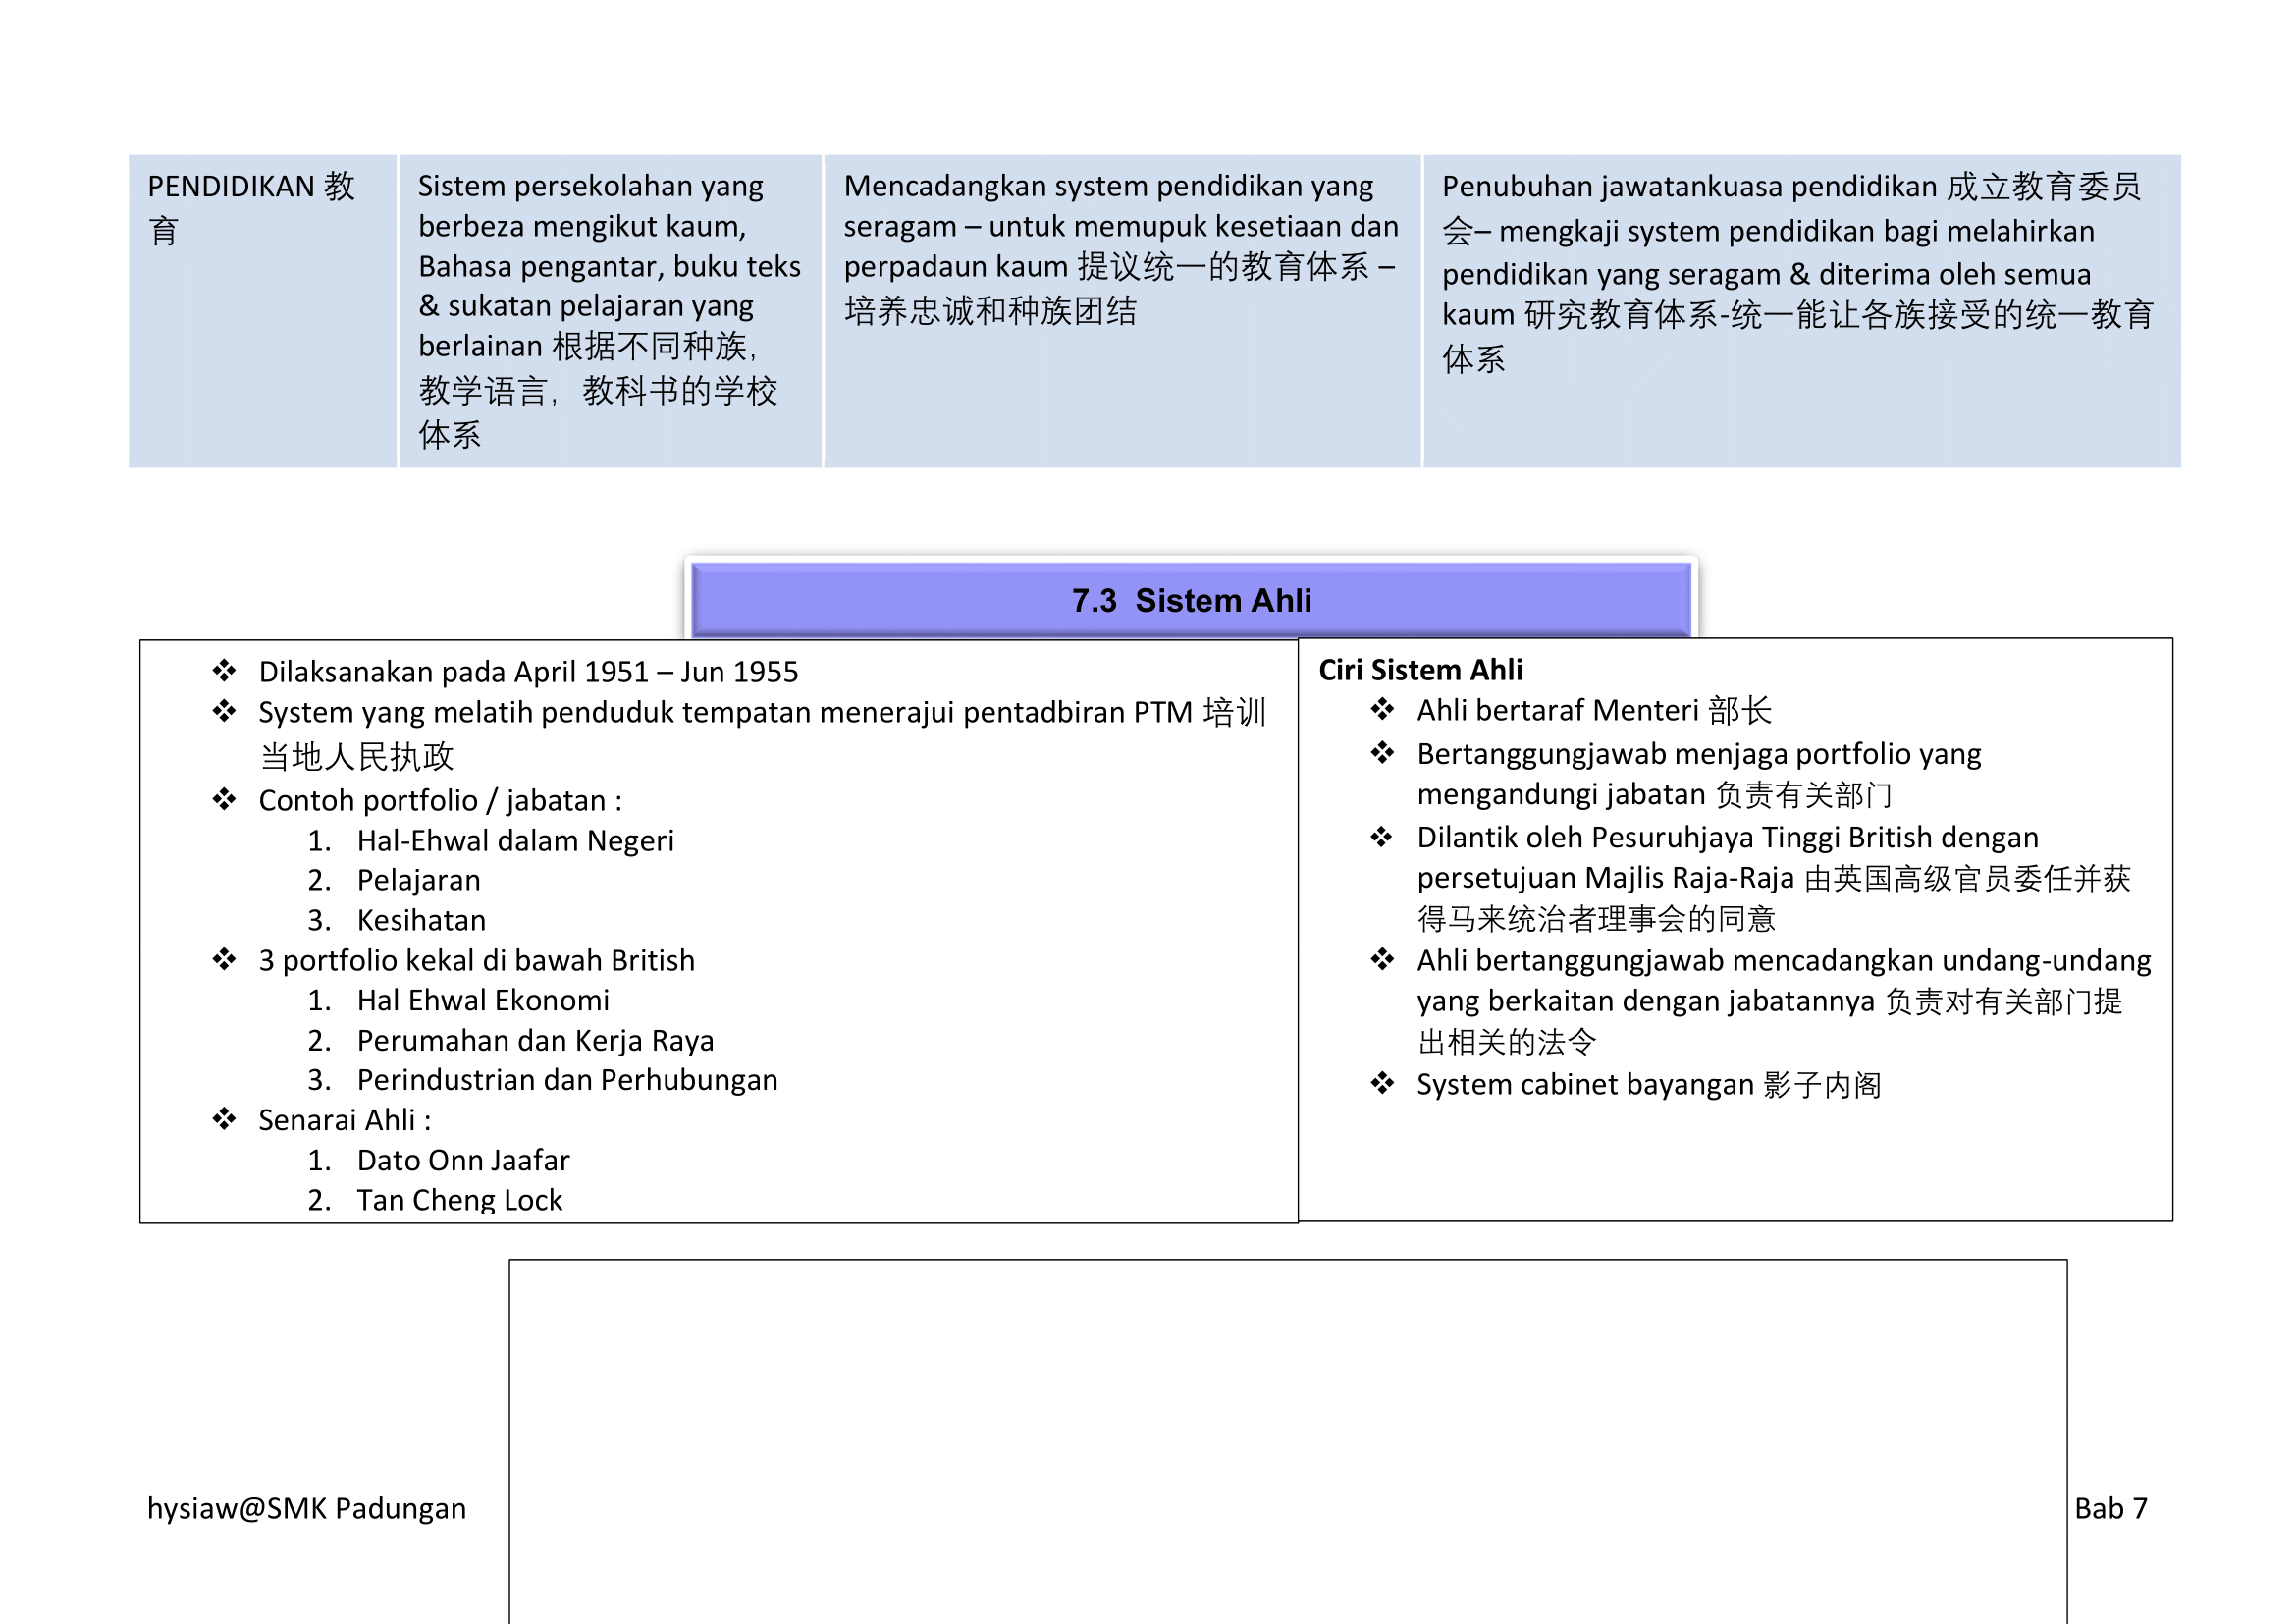 PENDIDIKAN 教
育
Sistem persekolahan yang
berbeza mengikut kaum,
Bahasa pengantar, buku teks
& sukatan pelajaran yang
berlainan 根据不同种族，
教学语言，教科书的学校
体系
Mencadangkan system pendidikan yang
seragam – untuk memupuk kesetiaan dan
perpadaun kaum 提议统一的教育体系 –
培养忠诚和种族团结
Penubuhan jawatankuasa pendidikan 成立教育委员
会– mengkaji system pendidikan bagi melahirkan
pendidikan yang seragam & diterima oleh semua
kaum 研究教育体系-统一能让各族接受的统一教育
体系
7.3 Sistem Ahli
❖ Dilaksanakan pada April 1951 – Jun 1955
❖ System yang melatih penduduk tempatan menerajui pentadbiran PTM 培训
当地人民执政
❖ Contoh portfolio / jabatan :
1. Hal-Ehwal dalam Negeri
2. Pelajaran
3. Kesihatan
❖ 3 portfolio kekal di bawah British
1. Hal Ehwal Ekonomi
2. Perumahan dan Kerja Raya
3. Perindustrian dan Perhubungan
❖ Senarai Ahli :
1. Dato Onn Jaafar
2. Tan Cheng Lock
Ciri Sistem Ahli
❖ Ahli bertaraf Menteri 部长
❖ Bertanggungjawab menjaga portfolio yang
mengandungi jabatan 负责有关部门
❖ Dilantik oleh Pesuruhjaya Tinggi British dengan
persetujuan Majlis Raja-Raja 由英国高级官员委任并获
得马来统治者理事会的同意
❖ Ahli bertanggungjawab mencadangkan undang-undang
yang berkaitan dengan jabatannya 负责对有关部门提
出相关的法令
❖ System cabinet bayangan 影子内阁
hysiaw@SMK Padungan
Bab 7